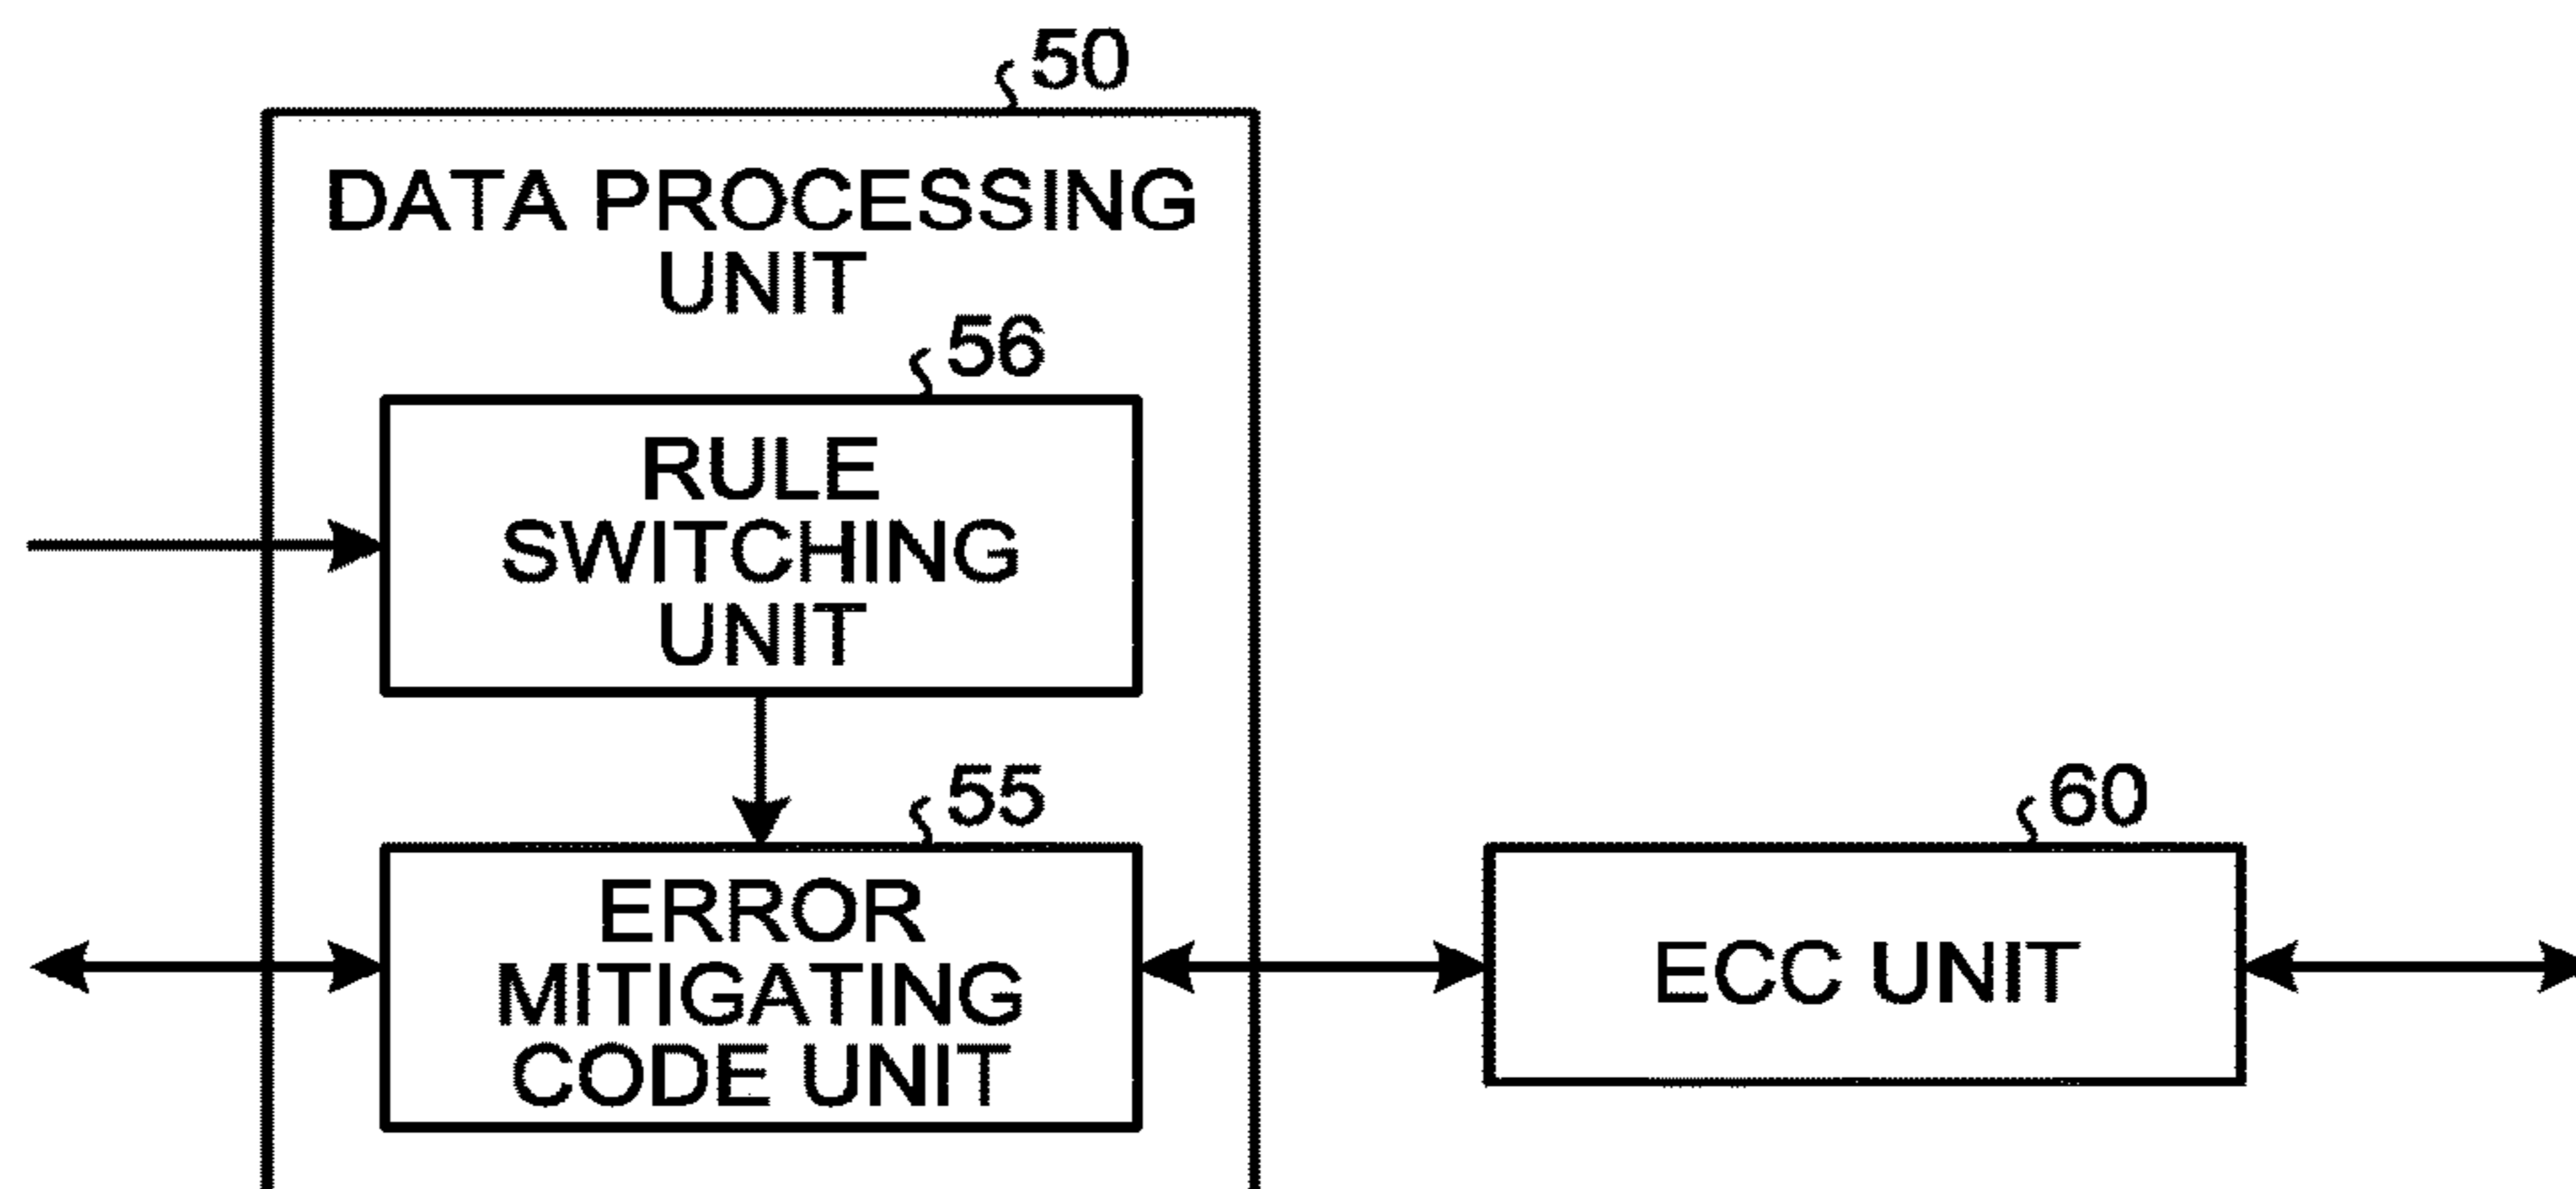 50
DATA PROCESSING
UNIT
56
RULE
SWITCHING
UNIT
55
ERROR
MITIGATING
CODE UNIT
60
ECC UNIT